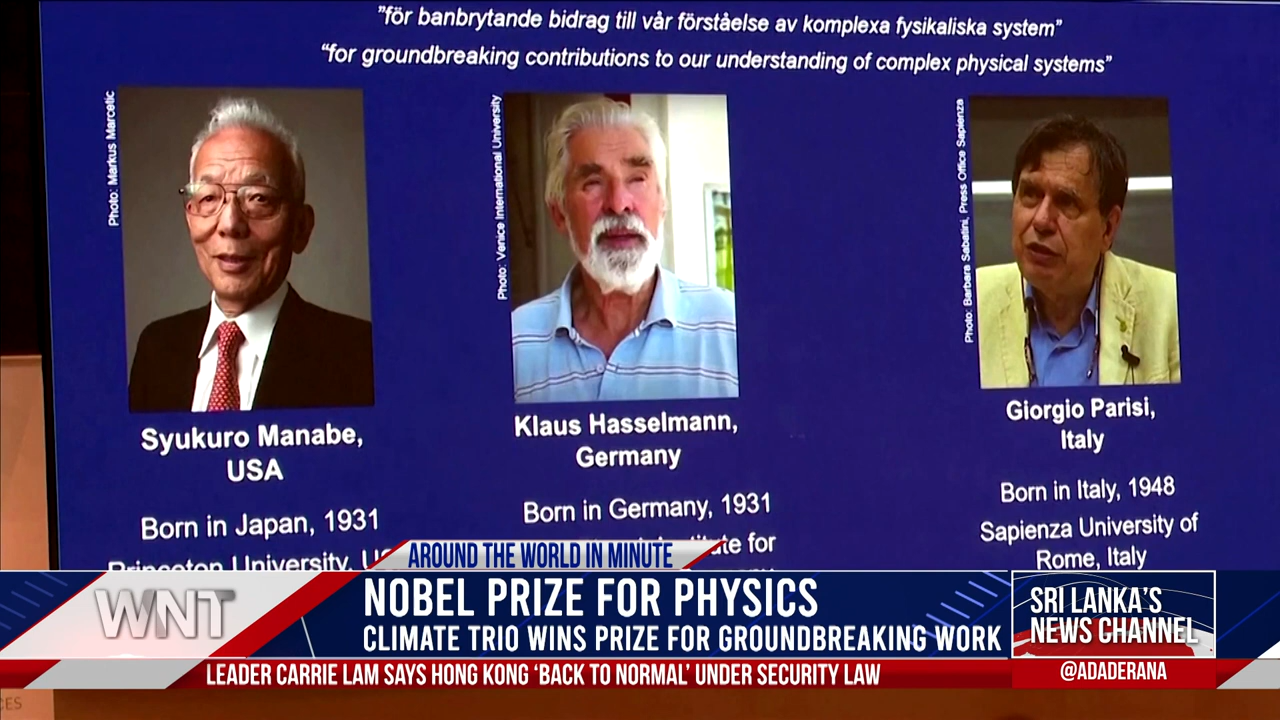 ”för banbrytande bidrag till vår förståelse av komplexa fysikaliska system”
“for groundbreaking contributions to our understanding of complex physical systems”
Photo: Markus Marcetic
Photo: Venice International University
Photo: Barbara Sabatini, Press Office Sapienza
Syukuro Manabe,
USA
Born in Japan, 1931
Princeton University,
Klaus Hasselmann,
Germany
Born in Germany, 1931
for
Giorgio Parisi,
Italy
Born in Italy, 1948
Sapienza University of
Rome, Italy
AROUND THE WORLD IN MINUTE
WNT
NOBEL PRIZE FOR PHYSICS
CLIMATE TRIO WINS PRIZE FOR GROUNDBREAKING WORK
SRI LANKA'S
NEWS CHANNEL
LEADER CARRIE LAM SAYS HONG KONG ‘BACK TO NORMAL’ UNDER SECURITY LAW
@ADADERANA